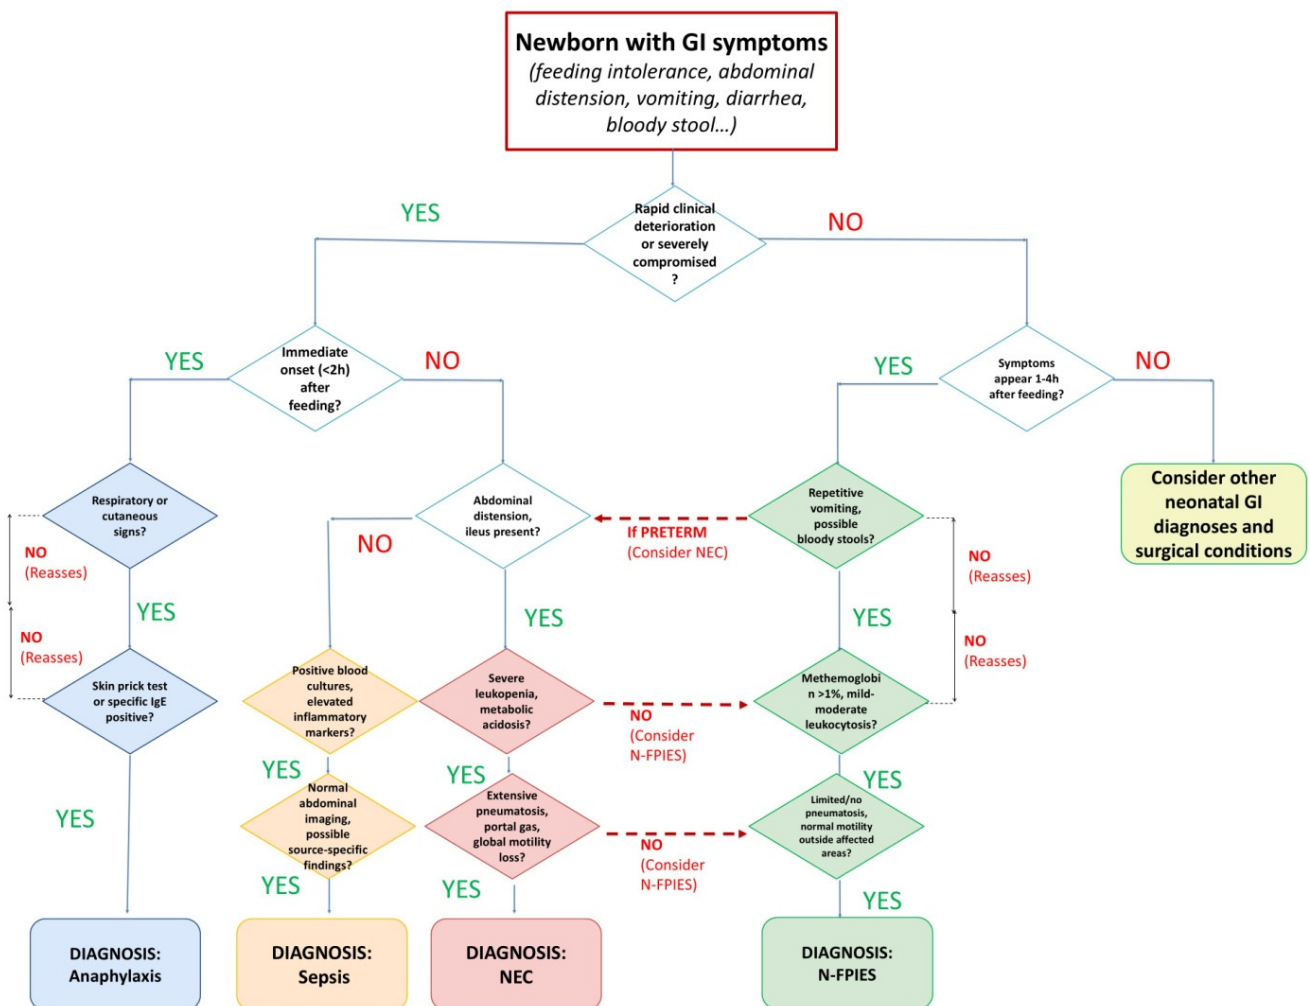 Newborn with GI symptoms
(feeding intolerance, abdominal
distension, vomiting, diarrhea,
bloody stool...)
YES
Rapid clinical
deterioration
or severely
compromised
?
NO
YES
Immediate
onset (<2h)
after
feeding?
NO
YES
Symptoms
appear 1-4h
after feeding?
NO
Respiratory or
cutaneous
signs?
NO
(Reasses)
YES
NO
(Reasses)
Skin prick test
or specific IgE
positive?
YES
DIAGNOSIS:
Anaphylaxis
Abdominal
distension,
ileus present?
NO
YES
Positive blood
cultures,
elevated
inflammatory
markers?
YES
Normal
abdominal
imaging,
possible
source-specific
findings?
YES
DIAGNOSIS:
Sepsis
Severe
leukopenia,
metabolic
acidosis?
YES
Extensive
pneumatosis,
portal gas,
global motility
loss?
YES
DIAGNOSIS:
NEC
If PRETERM
(Consider NEC)
NO
(Consider
N-FPIES)
NO
(Consider
N-FPIES)
Repetitive
vomiting,
possible
bloody stools?
NO
(Reasses)
YES
NO
(Reasses)
Methemoglobi
n >1%, mild-
moderate
leukocytosis?
YES
Limited/no
pneumatosis,
normal motility
outside affected
areas?
YES
DIAGNOSIS:
N-FPIES
Consider other
neonatal GI
diagnoses and
surgical conditions